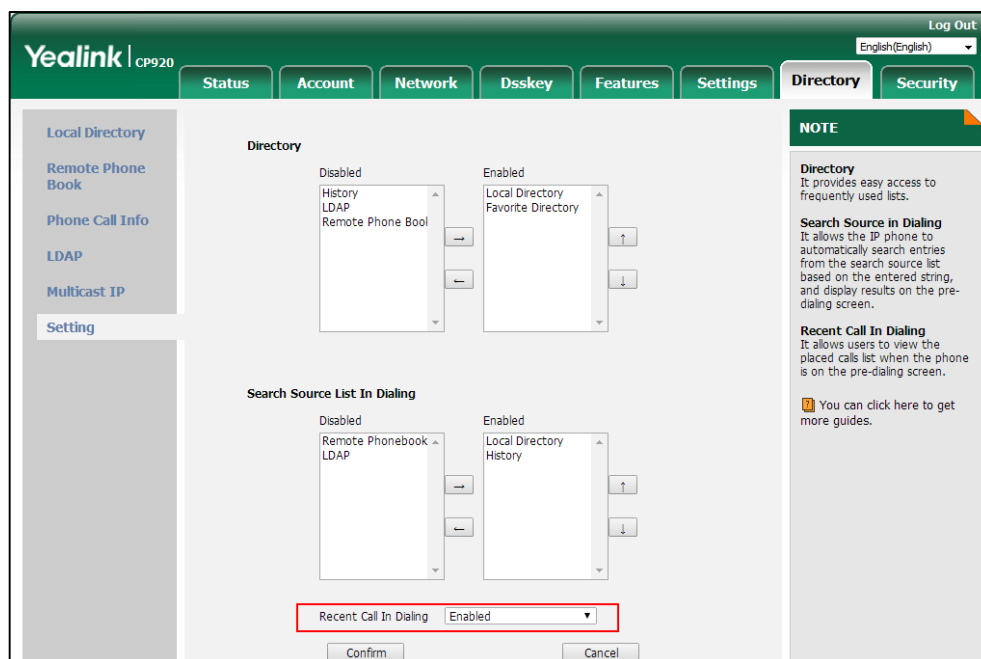 Log Out
Yealink CP920
English(English)
Status Account Network Dsskey Features Settings Directory Security
Local Directory
Remote Phone
Book
Phone Call Info
LDAP
Multicast IP
Setting
Directory
Disabled Enabled
History
LDAP
Remote Phone Bool
Local Directory
Favorite Directory
→
←
↑
↓
Search Source List In Dialing
Disabled Enabled
Remote Phonebook
LDAP
Local Directory
History
→
←
↑
↓
Recent Call In Dialing Enabled
Confirm Cancel
NOTE
Directory
It provides easy access to
frequently used lists.
Search Source in Dialing
It allows the IP phone to
automatically search entries
from the search source list
based on the entered string,
and display results on the pre-
dialing screen.
Recent Call In Dialing
It allows users to view the
placed calls list when the phone
is on the pre-dialing screen.
? You can click here to get
more guides.